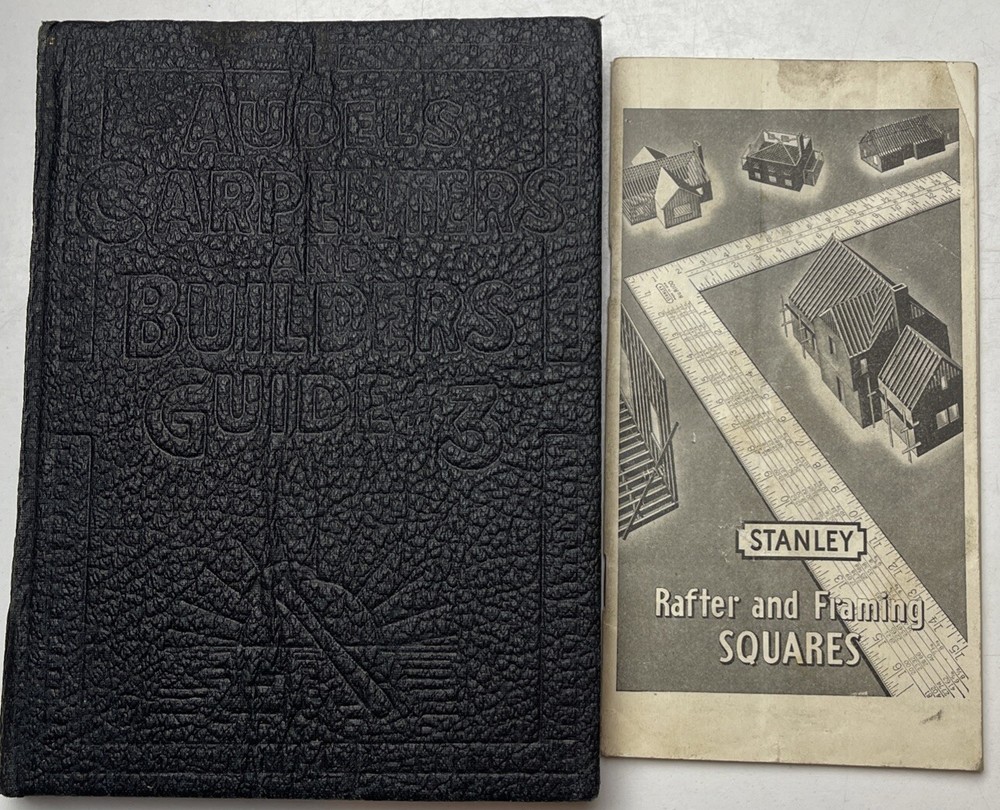 AUDELS
CARPENTERS
AND
BUILDERS
GUIDE 3
STANLEY
Rafter and Framing
SQUARES